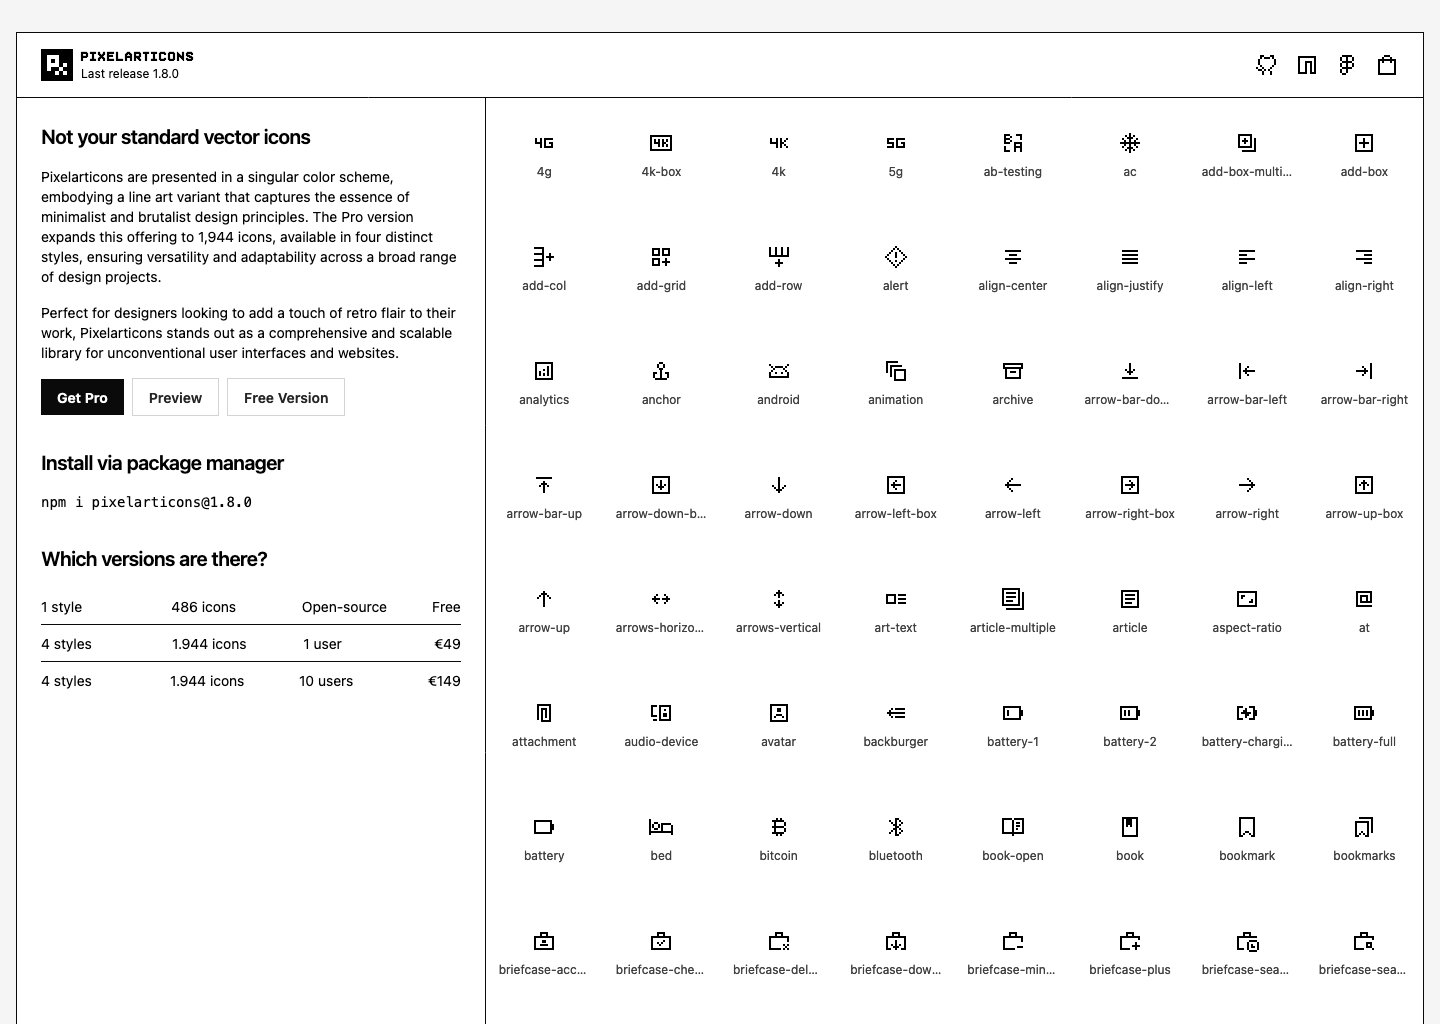 PIXELARTICONS
Last release 1.8.0
Not your standard vector icons
Pixelarticons are presented in a singular color scheme,
embodying a line art variant that captures the essence of
minimalist and brutalist design principles. The Pro version
expands this offering to 1,944 icons, available in four distinct
styles, ensuring versatility and adaptability across a broad range
of design projects.
Perfect for designers looking to add a touch of retro flair to their
work, Pixelarticons stands out as a comprehensive and scalable
library for unconventional user interfaces and websites.
Get Pro Preview Free Version
Install via package manager
npm i pixelarticons@1.8.0
Which versions are there?
1 style 486 icons Open-source Free
4 styles 1.944 icons 1 user €49
4 styles 1.944 icons 10 users €149
4G 4K 4K 5G
4g 4k-box 4k 5g ab-testing ac add-box-multi... add-box
add-col add-grid add-row alert align-center align-justify align-left align-right
analytics anchor android animation archive arrow-bar-do... arrow-bar-left arrow-bar-right
arrow-bar-up arrow-down-b... arrow-down arrow-left-box arrow-left arrow-right-box arrow-right arrow-up-box
arrow-up arrows-horizo... arrows-vertical art-text article-multiple article aspect-ratio at
attachment audio-device avatar backburger battery-1 battery-2 battery-chargi... battery-full
battery bed bitcoin bluetooth book-open book bookmark bookmarks
briefcase-acc... briefcase-che... briefcase-del... briefcase-dow... briefcase-min... briefcase-plus briefcase-sea... briefcase-sea...